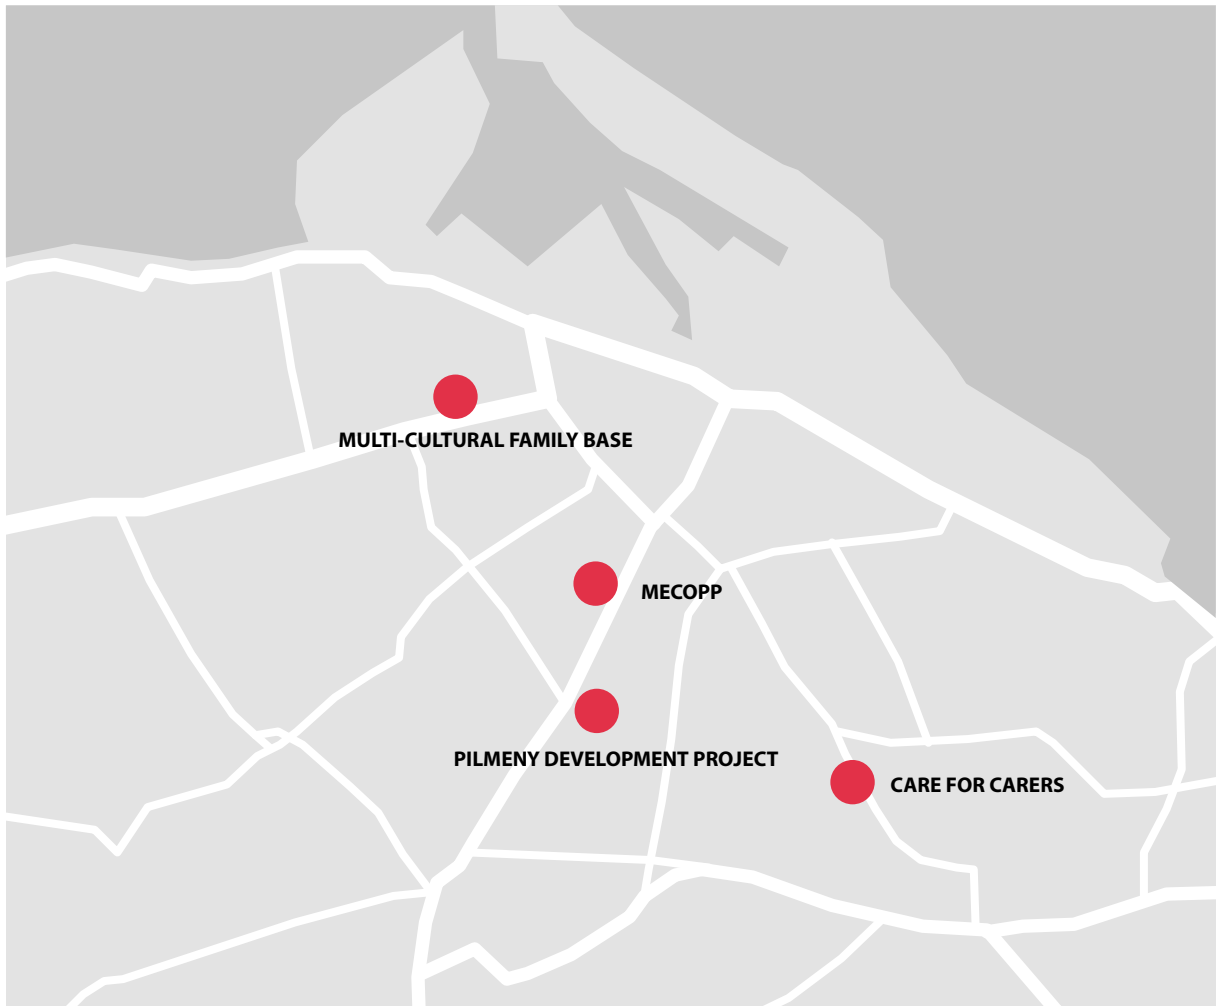 MULTI-CULTURAL FAMILY BASE
MECOPP
PILMENY DEVELOPMENT PROJECT
CARE FOR CARERS